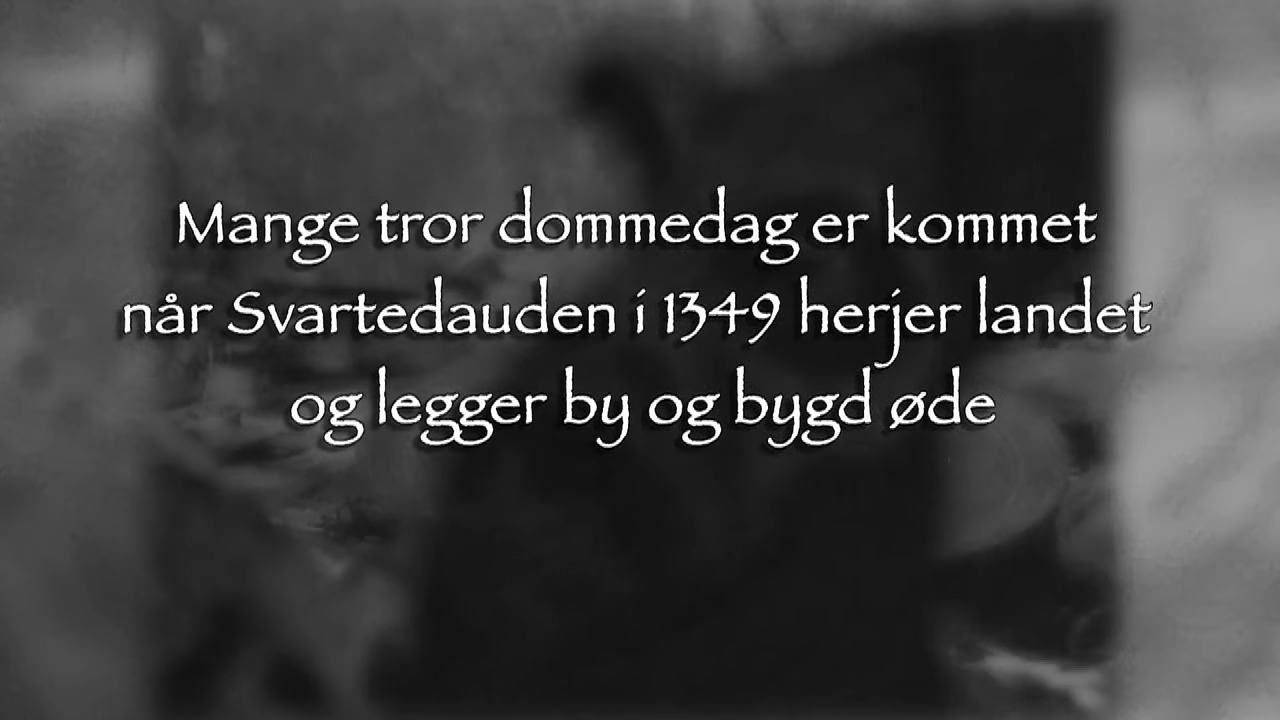 Mange tror dommedag er kommet
når Svartedauden i 1349 herjer landet
og legger by og bygd øde